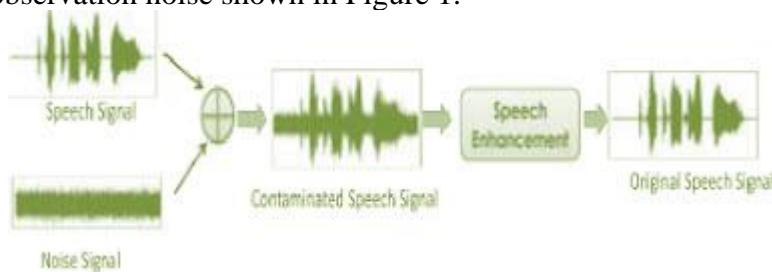 observation noise shown in Figure 1.
Speech Signal
Speech
Enhancement
Contaminated Speech Signal
Original Speech Signal
Noise Signal